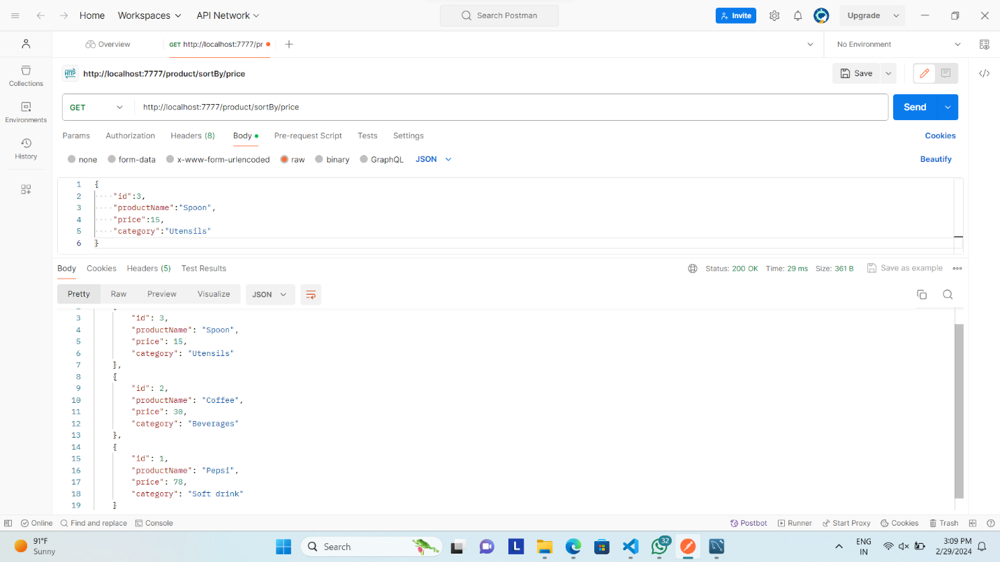 Home Workspaces API Network Search Postman Invite Upgrade
Overview GET http://localhost:7777/pr No Environment
HTTP http://localhost:7777/product/sortBy/price Save
Collections
Environments
History
GET http://localhost:7777/product/sortBy/price Send
Params Authorization Headers (8) Body Pre-request Script Tests Settings Cookies
none form-data x-www-form-urlencoded raw binary GraphQL JSON Beautify
1 {
2 "id":3,
3 "productName":"Spoon",
4 "price":15,
5 "category":"Utensils"
6 }
Body Cookies Headers (5) Test Results Status: 200 OK Time: 29 ms Size: 361 B Save as example
Pretty Raw Preview Visualize JSON
3 "id": 3,
4 "productName": "Spoon",
5 "price": 15,
6 "category": "Utensils"
7 },
8 {
9 "id": 2,
10 "productName": "Coffee",
11 "price": 30,
12 "category": "Beverages"
13 },
14 {
15 "id": 1,
16 "productName": "Pepsi",
17 "price": 78,
18 "category": "Soft drink"
19 }
Online Find and replace Console Postbot Runner Start Proxy Cookies Trash
91°F
Sunny
Search
L
32
ENG
IN
3:09 PM
2/29/2024